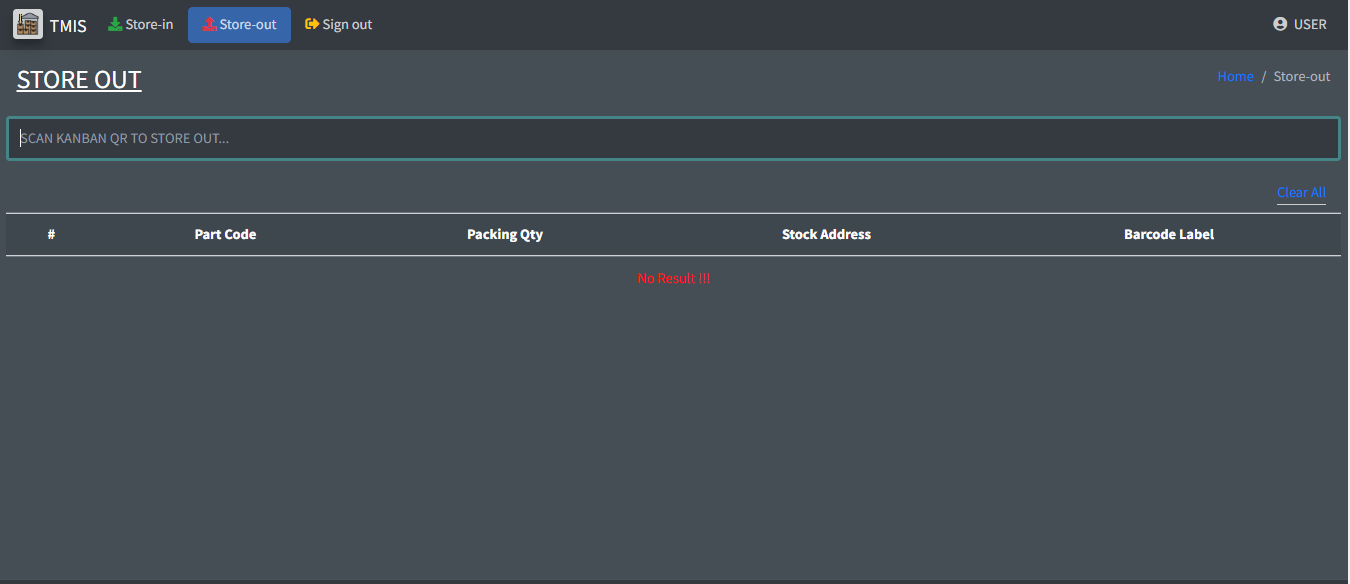 TMIS Store-in Store-out Sign out USER
STORE OUT
Home / Store-out
SCAN KANBAN QR TO STORE OUT...
Clear All
# Part Code Packing Qty Stock Address Barcode Label
No Result !!!